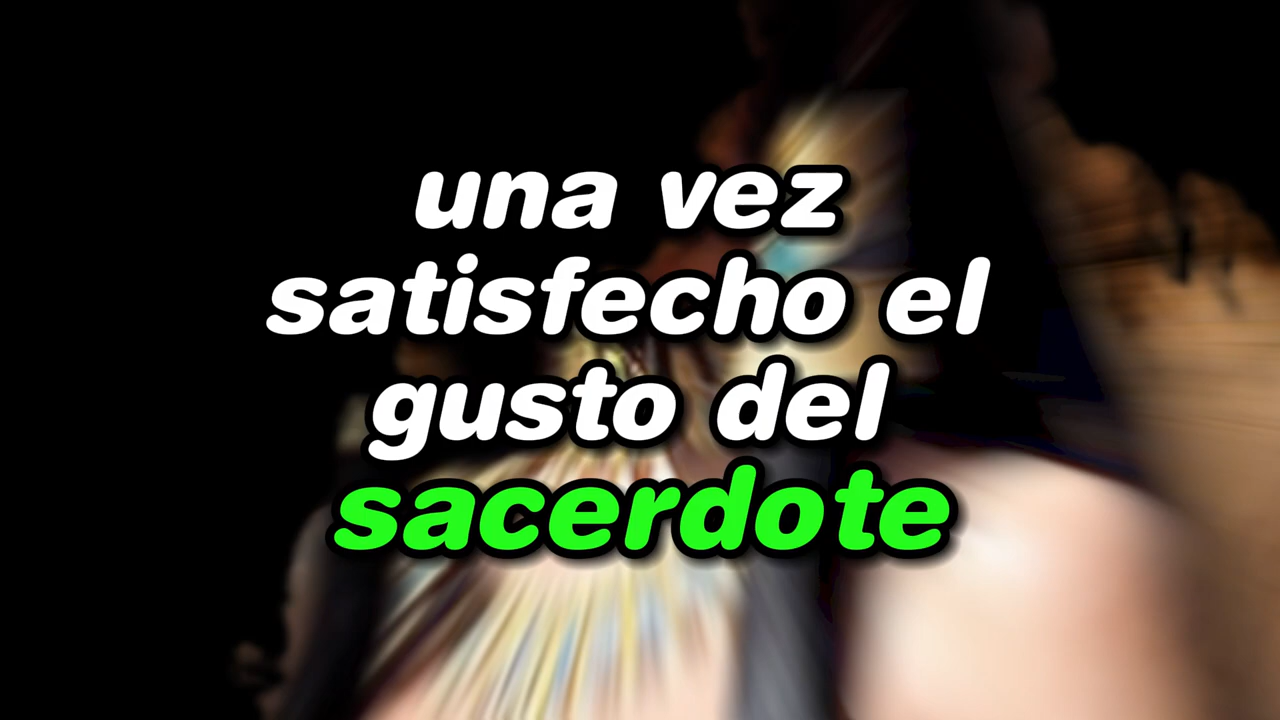 una vez
satisfecho el
gusto del
sacerdote